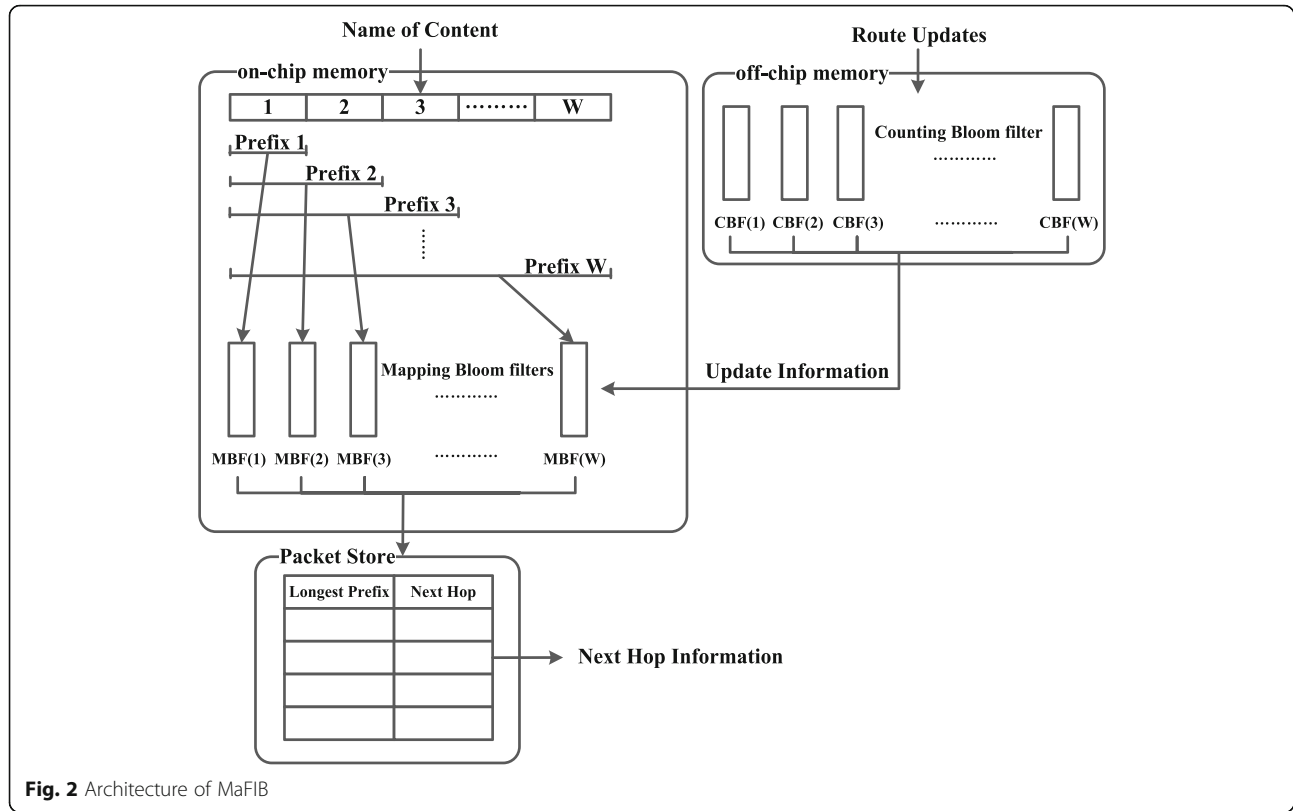 Name of Content
Route Updates
on-chip memory
off-chip memory
1 2 3 ......... W
Counting Bloom filter
............
Prefix 1
Prefix 2
Prefix 3
......
Prefix W
CBF(1) CBF(2) CBF(3) ............ CBF(W)
Mapping Bloom filters
............
Update Information
MBF(1) MBF(2) MBF(3) ............ MBF(W)
Packet Store
Longest Prefix Next Hop
Next Hop Information
Fig. 2 Architecture of MaFIB